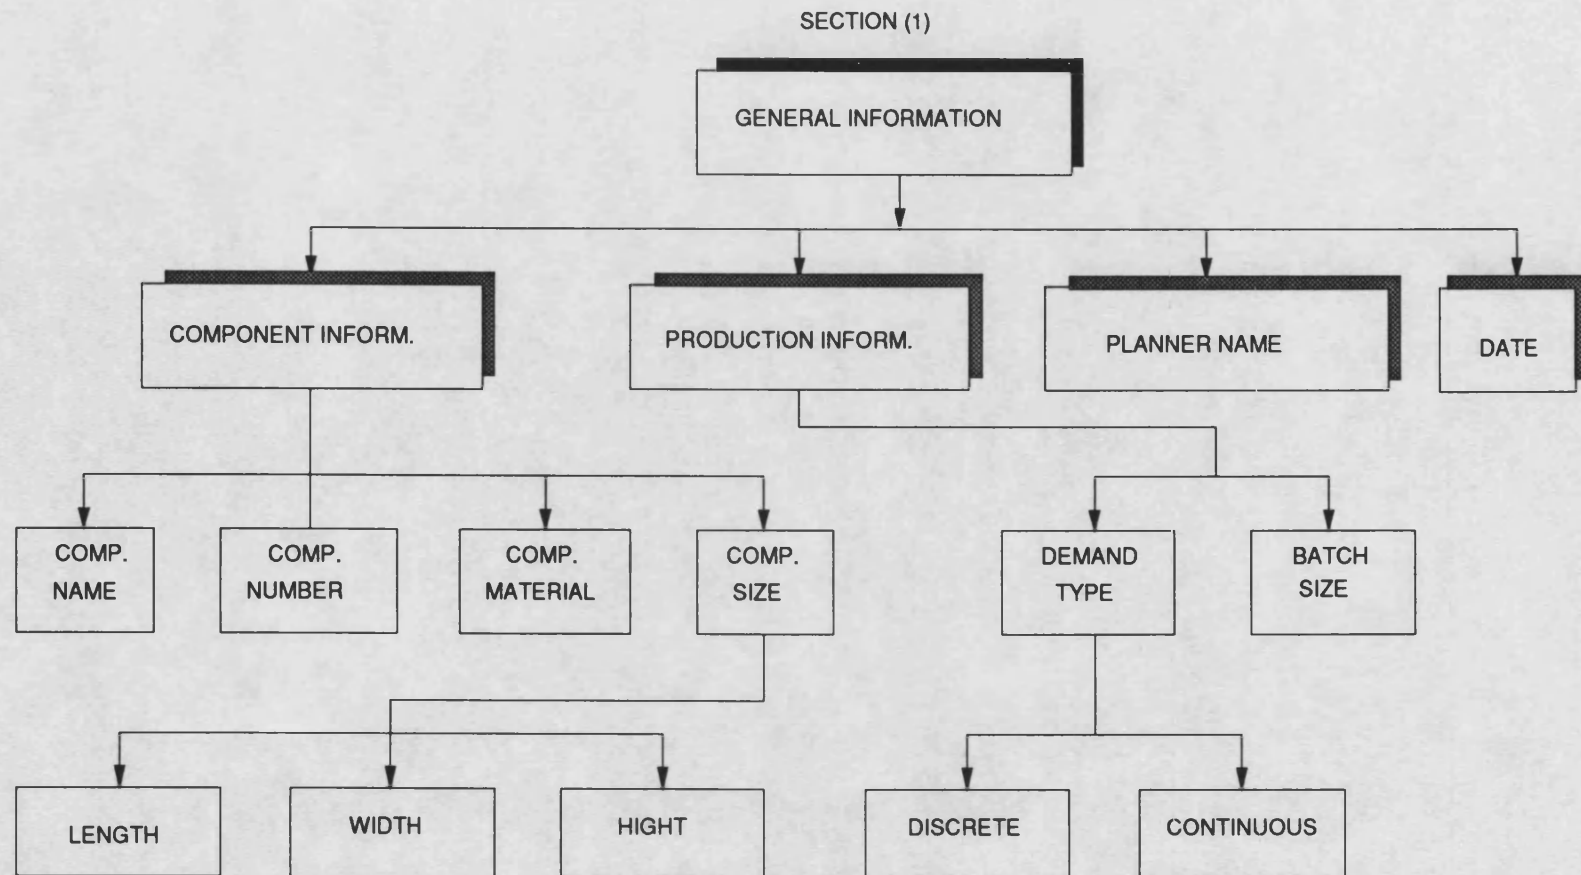 SECTION (1)
GENERAL INFORMATION
COMPONENT INFORM.
PRODUCTION INFORM.
PLANNER NAME
DATE
COMP.
NAME
COMP.
NUMBER
COMP.
MATERIAL
COMP.
SIZE
DEMAND
TYPE
BATCH
SIZE
LENGTH
WIDTH
HIGHT
DISCRETE
CONTINUOUS